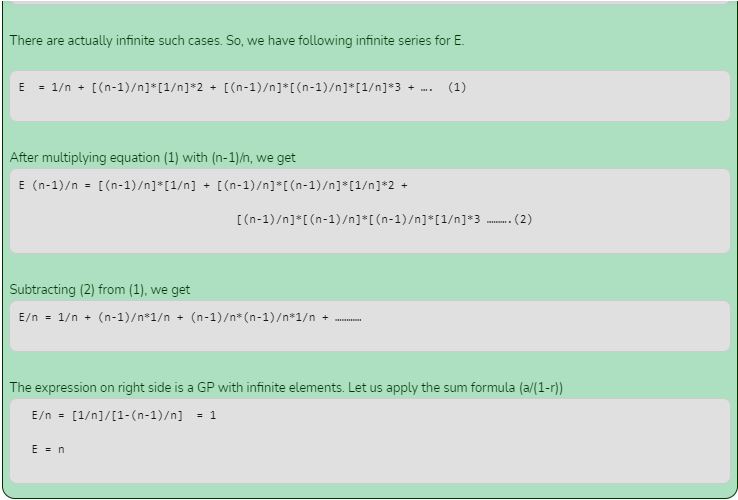 There are actually infinite such cases. So, we have following infinite series for E.
E  = 1/n + [(n-1)/n]*[1/n]*2 + [(n-1)/n]*[(n-1)/n]*[1/n]*3 + ….  (1)
After multiplying equation (1) with (n-1)/n, we get
E (n-1)/n = [(n-1)/n]*[1/n] + [(n-1)/n]*[(n-1)/n]*[1/n]*2 +
[(n-1)/n]*[(n-1)/n]*[(n-1)/n]*[1/n]*3 ……….(2)
Subtracting (2) from (1), we get
E/n = 1/n + (n-1)/n*1/n + (n-1)/n*(n-1)/n*1/n + …………
The expression on right side is a GP with infinite elements. Let us apply the sum formula (a/(1-r))
E/n = [1/n]/[1-(n-1)/n]  = 1
E = n